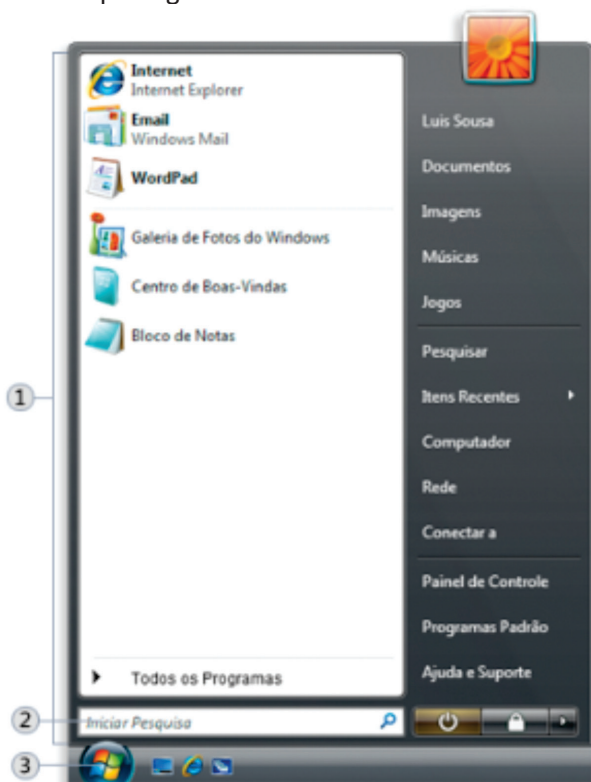 Internet
Internet Explorer
Email
Windows Mail
WordPad
Galeria de Fotos do Windows
Centro de Boas-Vindas
Bloco de Notas
Todos os Programas
Iniciar Pesquisa
Luis Sousa
Documentos
Imagens
Músicas
Jogos
Pesquisar
Itens Recentes
Computador
Rede
Conectar a
Painel de Controle
Programas Padrão
Ajuda e Suporte
1
2
3